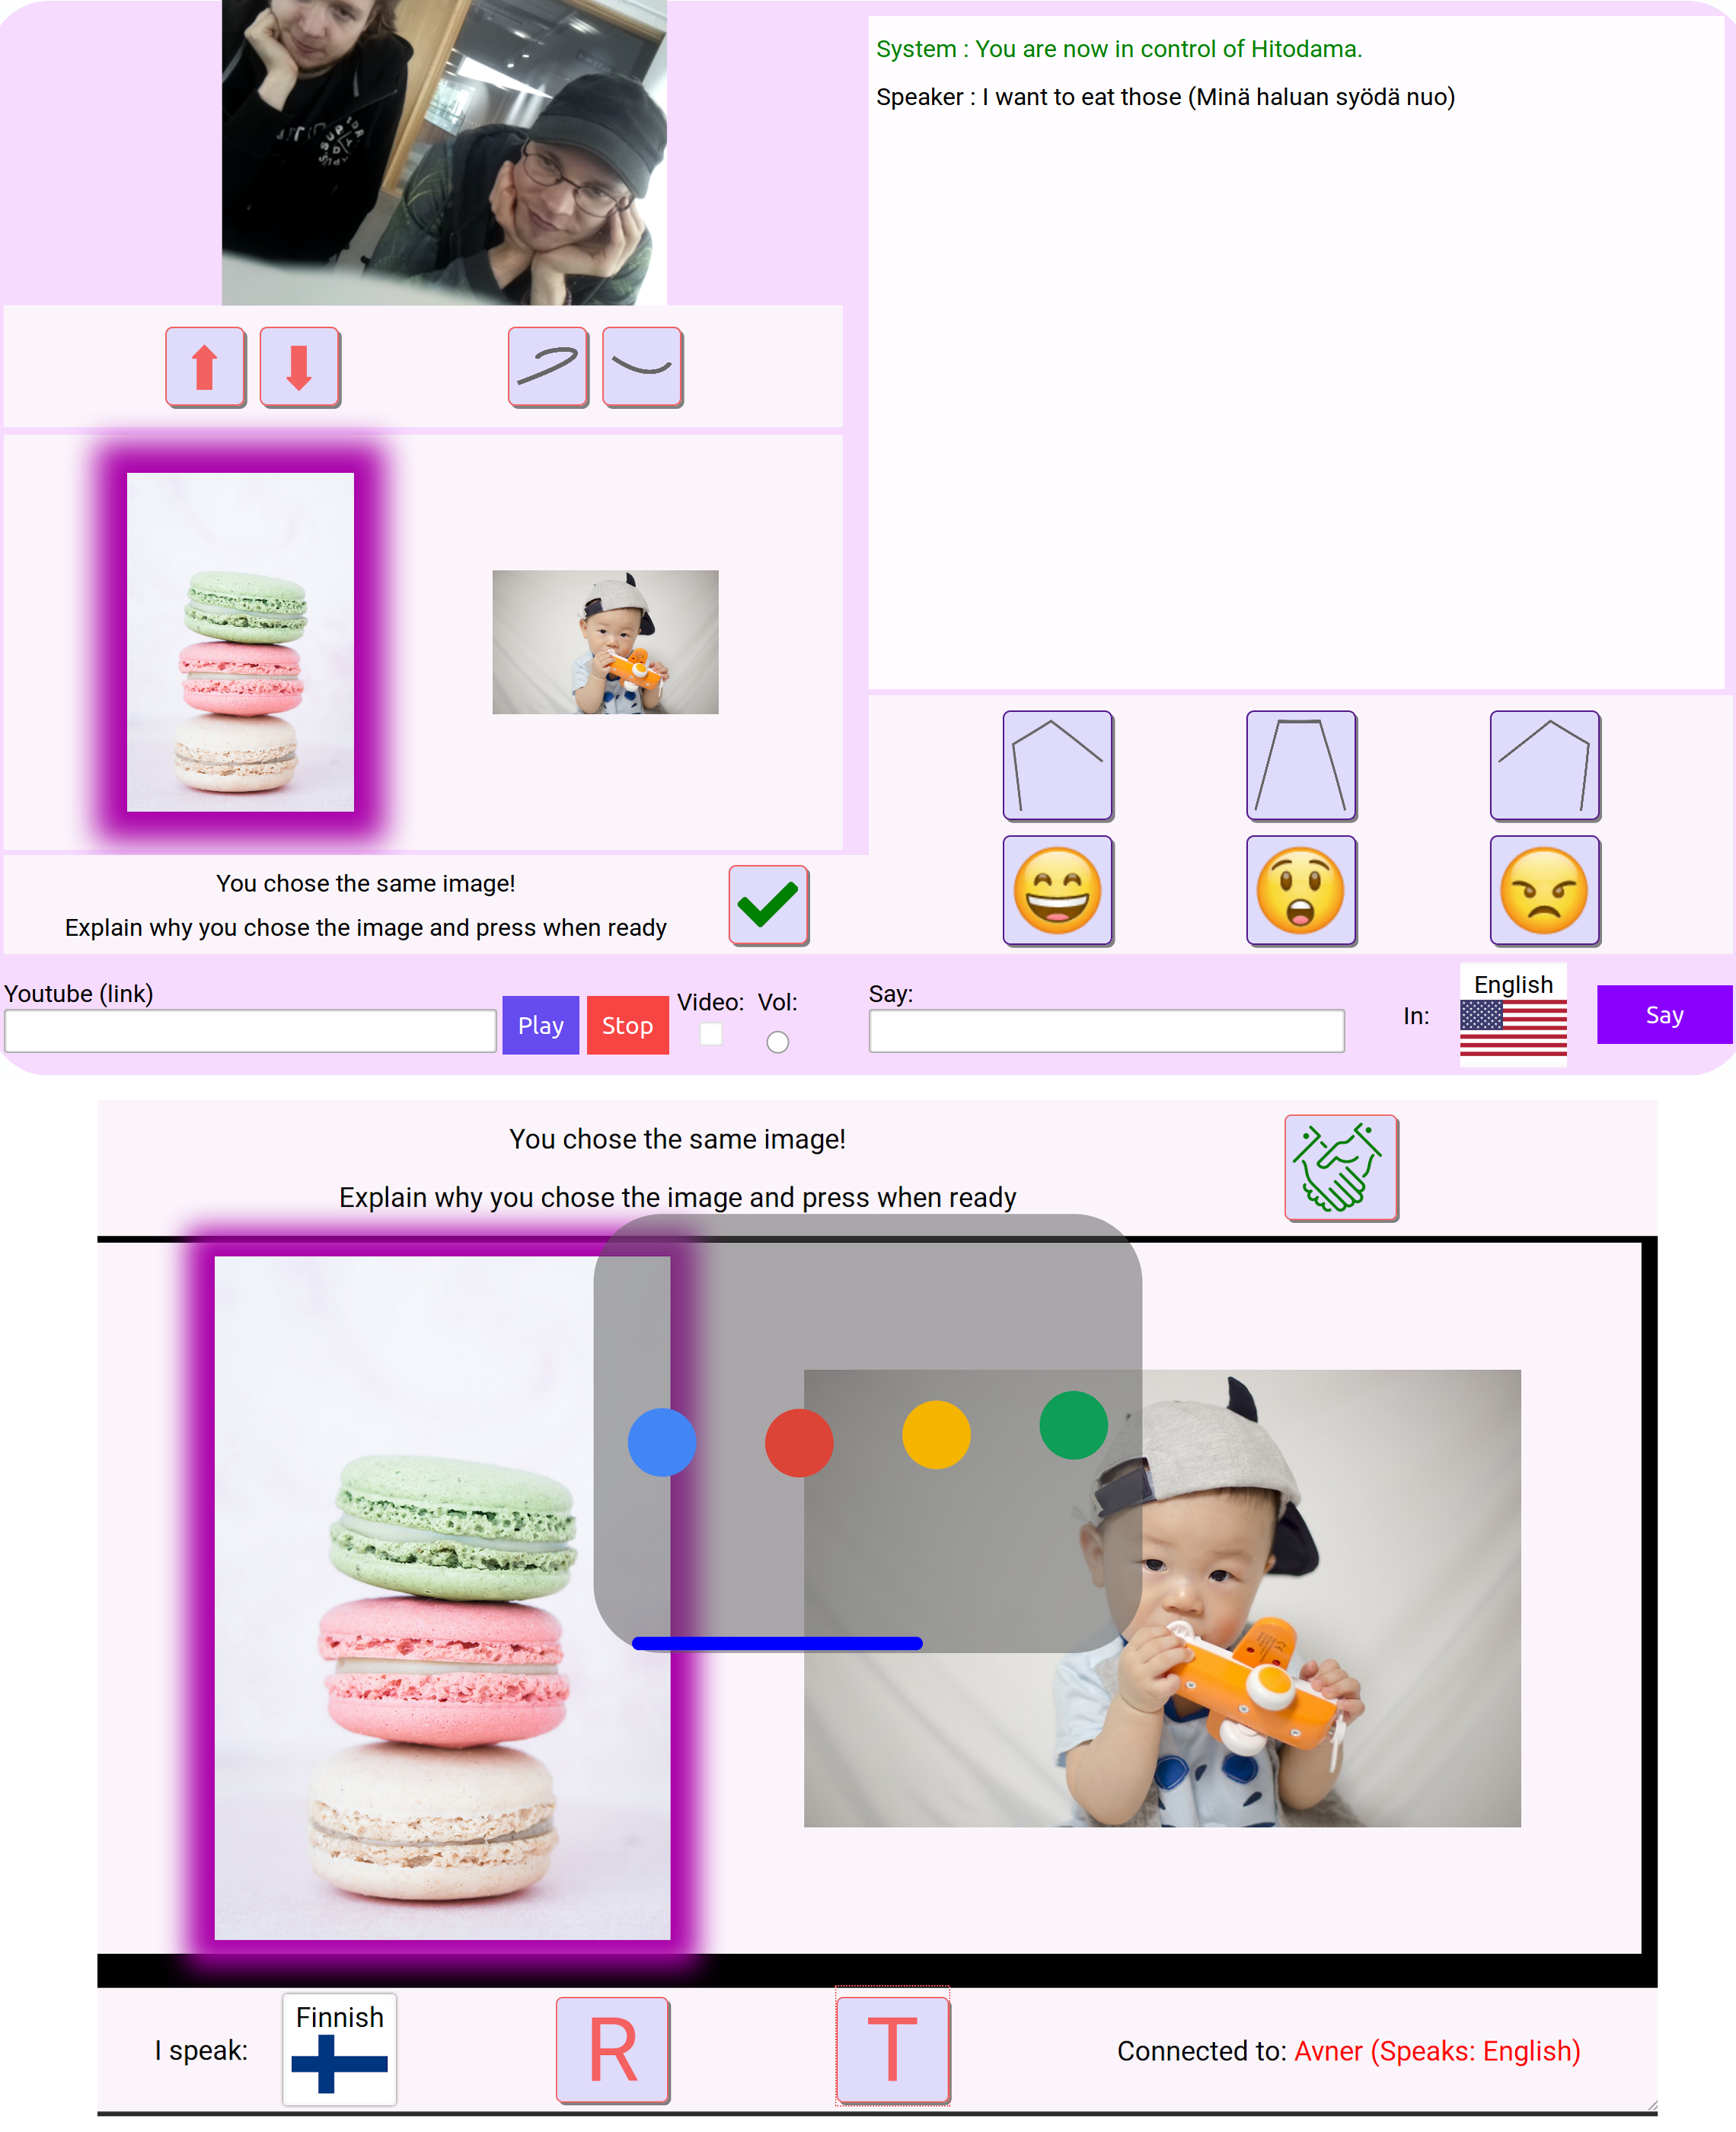 System : You are now in control of Hitodama.
Speaker : I want to eat those (Minä haluan syödä nuo)
You chose the same image!
Explain why you chose the image and press when ready
Youtube (link)
Play
Stop
Video:
Vol:
Say:
In:
English
Say
You chose the same image!
Explain why you chose the image and press when ready
I speak:
Finnish
R
T
Connected to: Avner (Speaks: English)